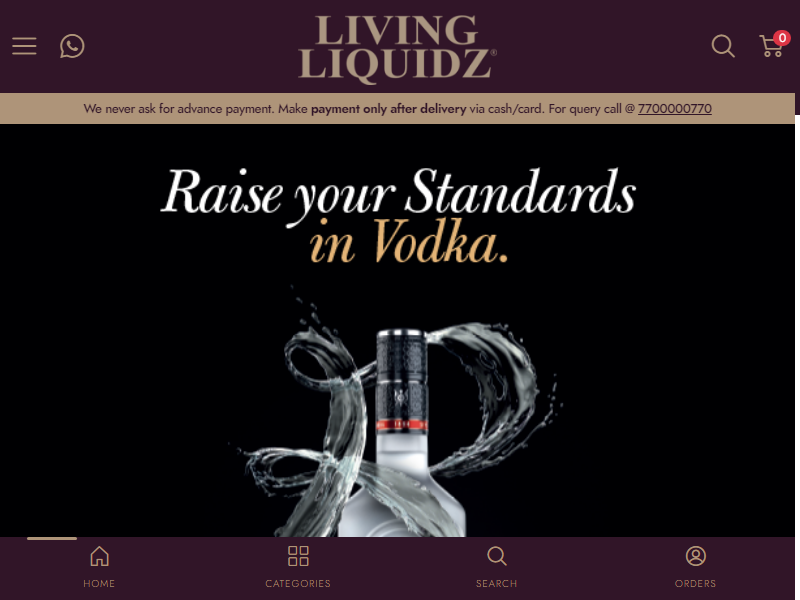 LIVING
LIQUIDZ®
0
We never ask for advance payment. Make payment only after delivery via cash/card. For query call @ 7700000770
Raise your Standards
in Vodka.
HOME
CATEGORIES
SEARCH
ORDERS